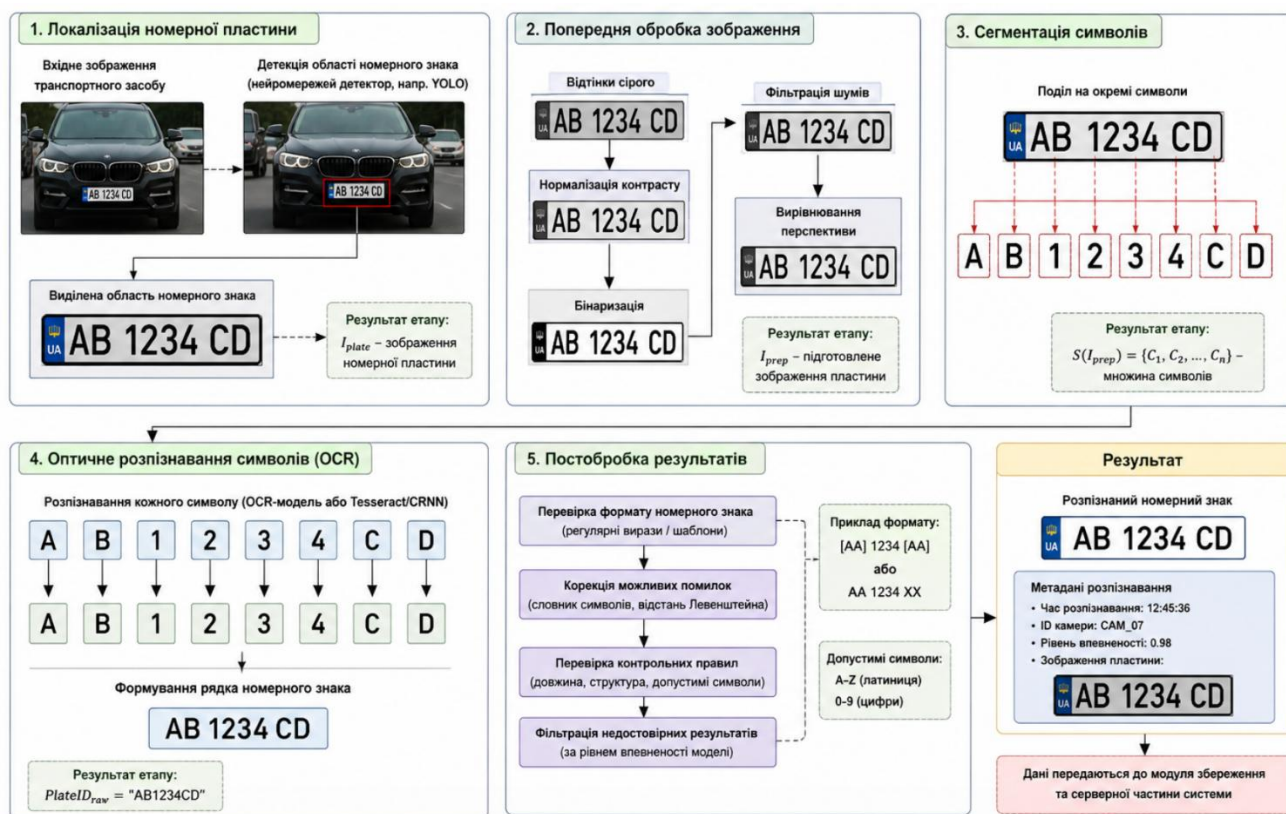 1. Локалізація номерної пластини
Вхідне зображення
транспортного засобу
Детекція області номерного знака
(нейромережей детектор, напр. YOLO)
AB 1234 CD
AB 1234 CD
Виділена область номерного знака
UA
AB 1234 CD
Результат етапу:
I_plate – зображення
номерної пластини
2. Попередня обробка зображення
Відтінки сірого
UA
AB 1234 CD
Нормалізація контрасту
UA
AB 1234 CD
Бінаризація
UA
AB 1234 CD
Фільтрація шумів
UA
AB 1234 CD
Вирівнювання
перспективи
UA
AB 1234 CD
Результат етапу:
I_prep – підготовлене
зображення пластини
3. Сегментація символів
Поділ на окремі символи
UA
AB 1234 CD
A B 1 2 3 4 C D
Результат етапу:
S(I_prep) = {C_1, C_2, ..., C_n} –
множина символів
4. Оптичне розпізнавання символів (OCR)
Розпізнавання кожного символу (OCR-модель або Tesseract/CRNN)
A B 1 2 3 4 C D
A B 1 2 3 4 C D
Формування рядка номерного знака
AB 1234 CD
Результат етапу:
PlateID_raw = "AB1234CD"
5. Постобробка результатів
Перевірка формату номерного знака
(регулярні вирази / шаблони)
Корекція можливих помилок
(словник символів, відстань Левенштейна)
Перевірка контрольних правил
(довжина, структура, допустимі символи)
Фільтрація недостовірних результатів
(за рівнем впевненості моделі)
Приклад формату:
[AA] 1234 [AA]
або
AA 1234 XX
Допустимі символи:
A–Z (латиниця)
0–9 (цифри)
Результат
Розпізнаний номерний знак
UA
AB 1234 CD
Метадані розпізнавання
• Час розпізнавання: 12:45:36
• ID камери: CAM_07
• Рівень впевненості: 0.98
• Зображення пластини:
UA
AB 1234 CD
Дані передаються до модуля збереження
та серверної частини системи